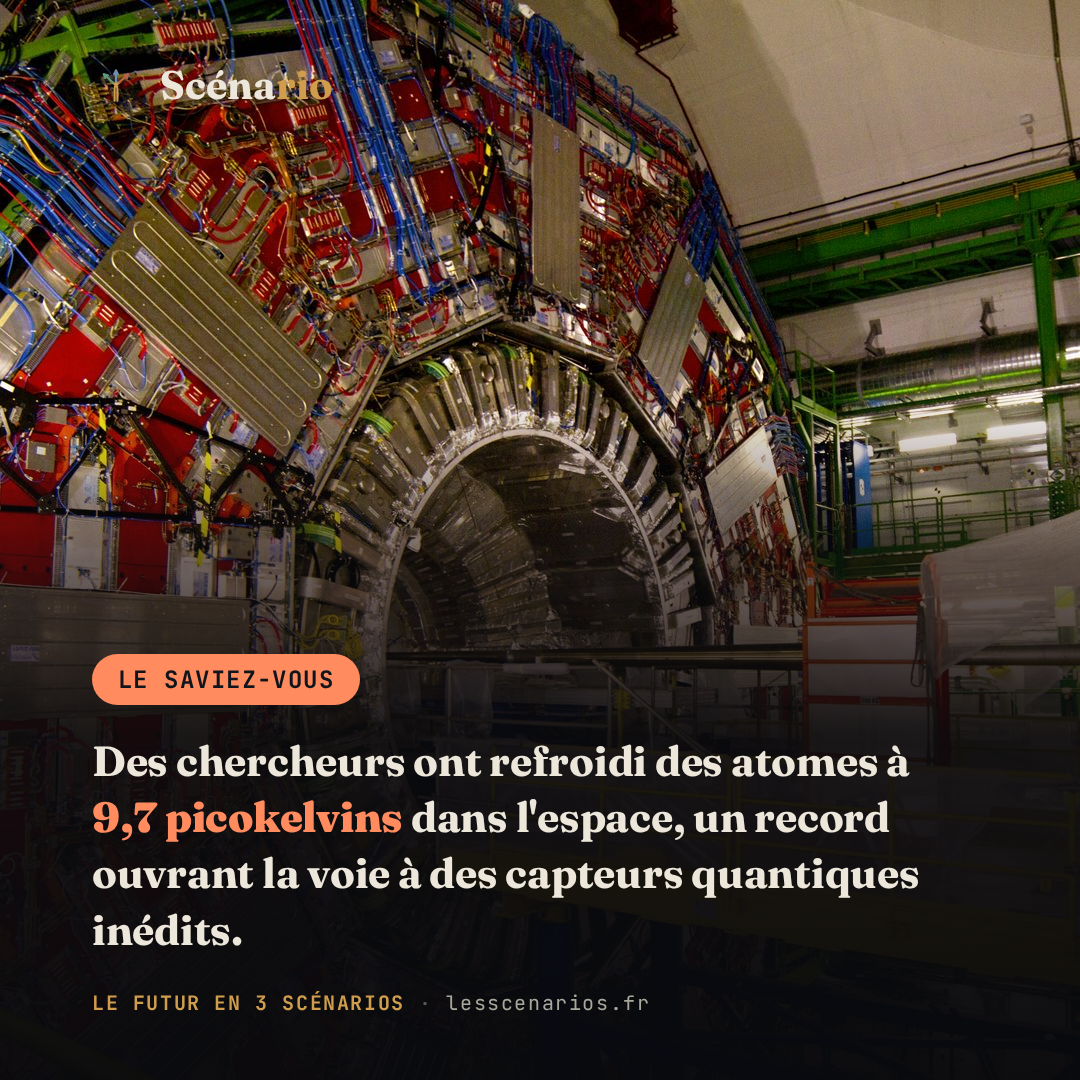 Scénario
LE SAVIEZ-VOUS
Des chercheurs ont refroidi des atomes à
9,7 picokelvins dans l'espace, un record
ouvrant la voie à des capteurs quantiques
inédits.
LE FUTUR EN 3 SCÉNARIOS · lesscenarios.fr